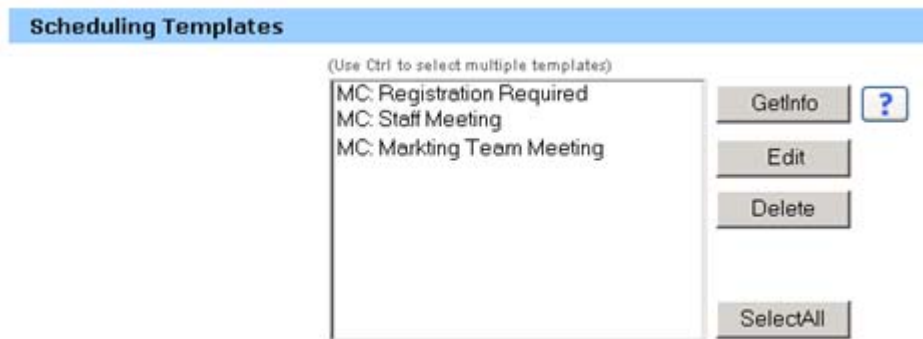 Scheduling Templates
(Use Ctrl to select multiple templates)
MC: Registration Required
MC: Staff Meeting
MC: Markting Team Meeting
GetInfo
?
Edit
Delete
SelectAll